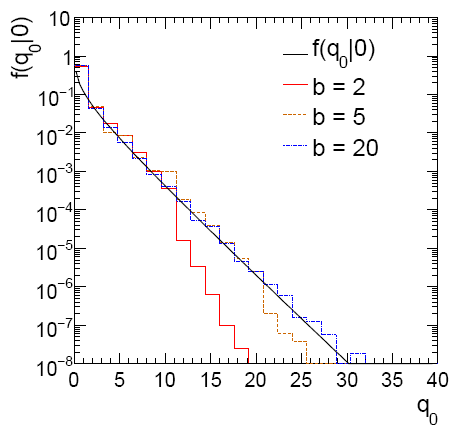 f(q₀|0)
10
1
10⁻¹
10⁻²
10⁻³
10⁻⁴
10⁻⁵
10⁻⁶
10⁻⁷
10⁻⁸
f(q₀|0)
b = 2
b = 5
b = 20
0 5 10 15 20 25 30 35 40
q₀